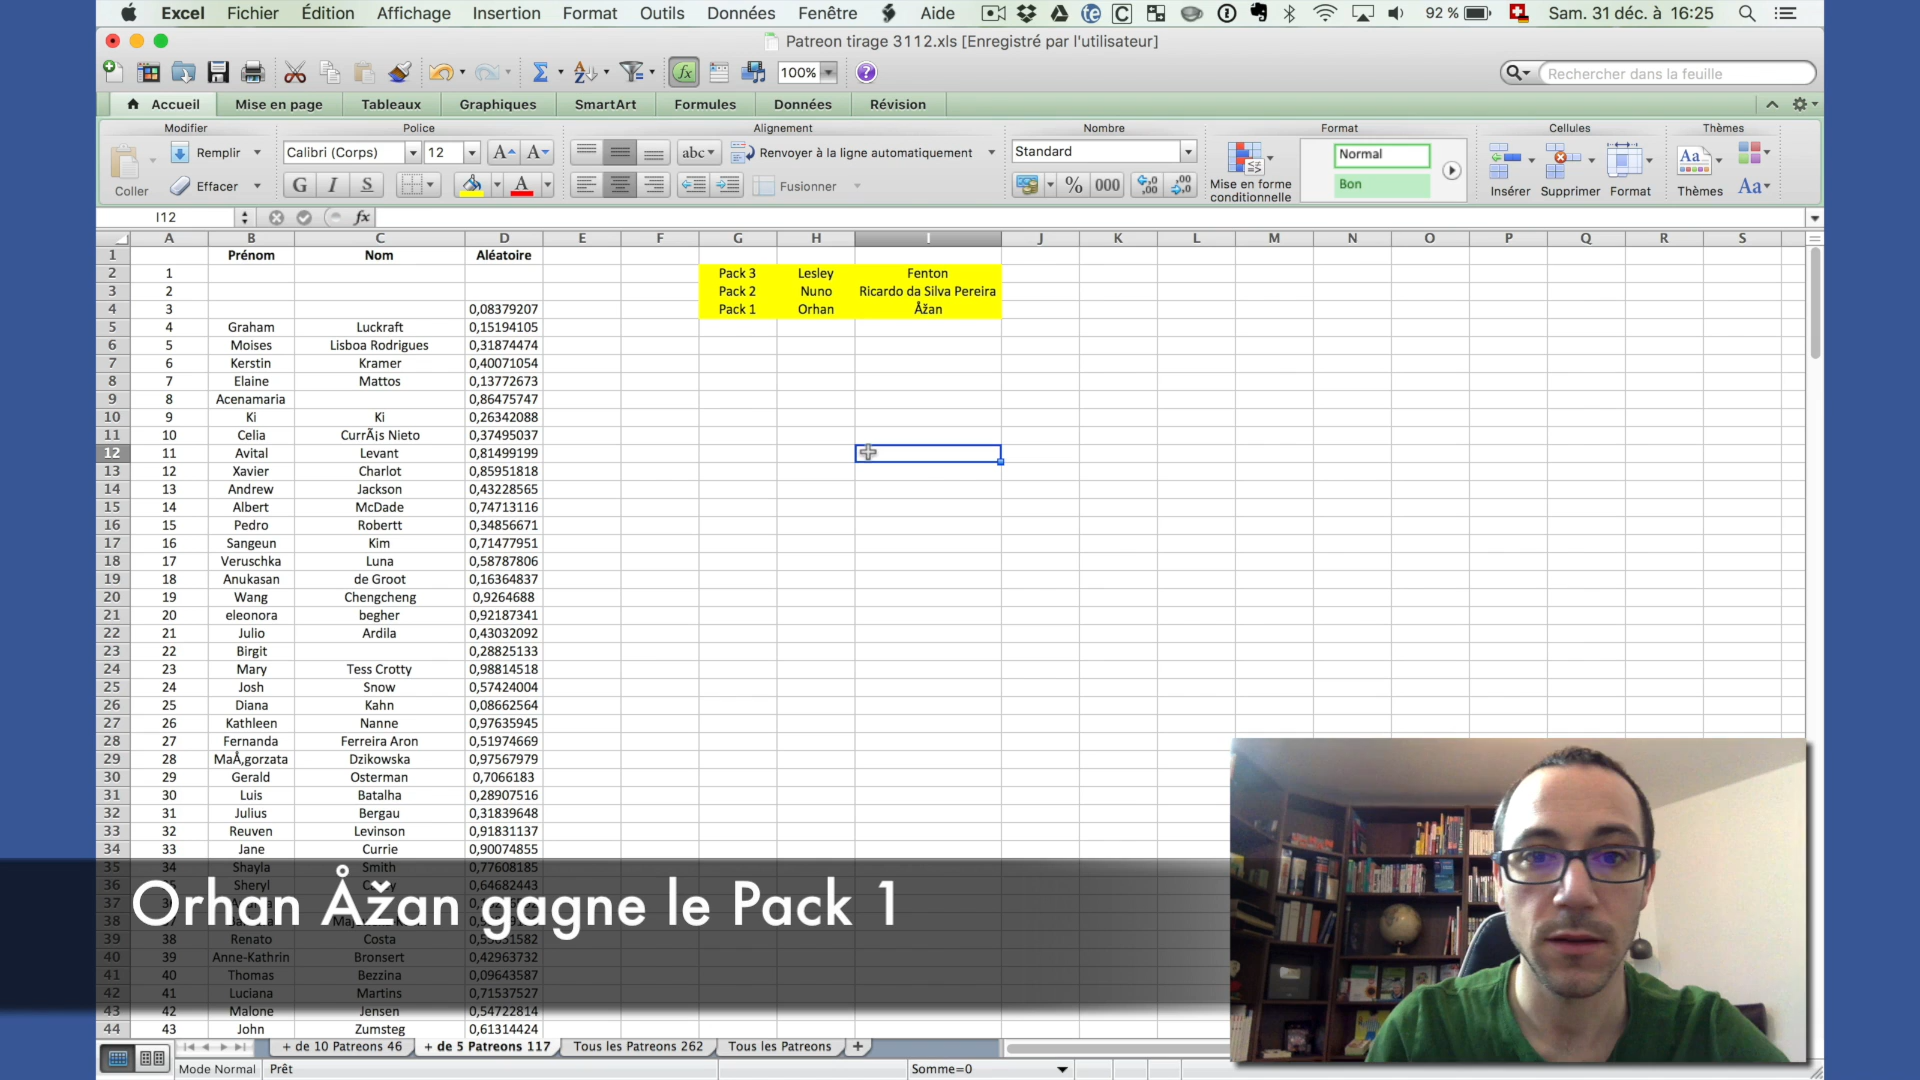 Excel Fichier Édition Affichage Insertion Format Outils Données Fenêtre Aide 92 % Sam. 31 déc. à 16:25
Patreon tirage 3112.xls [Enregistré par l'utilisateur]
100% Rechercher dans la feuille
Accueil Mise en page Tableaux Graphiques SmartArt Formules Données Révision
Modifier Police Alignement Nombre Format Cellules Thèmes
Remplir Calibri (Corps) 12 A A abc Renvoyer à la ligne automatiquement Standard Normal Aa
Coller Effacer G I S A Fusionner % 000 Mise en forme conditionnelle Bon Insérer Supprimer Format Thèmes Aa
I12 fx
A B C D E F G H I J K L M N O P Q R S
1 Prénom Nom Aléatoire
2 1 Pack 3 Lesley Fenton
3 2 Pack 2 Nuno Ricardo da Silva Pereira
4 3 0,08379207 Pack 1 Orhan Åžan
5 4 Graham Luckraft 0,15194105
6 5 Moises Lisboa Rodrigues 0,31874474
7 6 Kerstin Kramer 0,40071054
8 7 Elaine Mattos 0,13772673
9 8 Acenamaria 0,86475747
10 9 Ki Ki 0,26342088
11 10 Celia CurrÃ¡s Nieto 0,37495037
12 11 Avital Levant 0,81499199
13 12 Xavier Charlot 0,85951818
14 13 Andrew Jackson 0,43228565
15 14 Albert McDade 0,74713116
16 15 Pedro Robertt 0,34856671
17 16 Sangeun Kim 0,71477951
18 17 Veruschka Luna 0,58787806
19 18 Anukasan de Groot 0,16364837
20 19 Wang Chengcheng 0,9264688
21 20 eleonora begher 0,92187341
22 21 Julio Ardila 0,43032092
23 22 Birgit 0,28825133
24 23 Mary Tess Crotty 0,98814518
25 24 Josh Snow 0,57424004
26 25 Diana Kahn 0,08662564
27 26 Kathleen Nanne 0,97635945
28 27 Fernanda Ferreira Aron 0,51974669
29 28 MaÅ‚gorzata Dzikowska 0,97567979
30 29 Gerald Osterman 0,7066183
31 30 Luis Batalha 0,28907516
32 31 Julius Bergau 0,31839648
33 32 Reuven Levinson 0,91831137
34 33 Jane Currie 0,90074855
35 34 Shayla Smith 0,77608185
36 Sheryl 0,64682443
37
38
39 38 Renato Costa
40 39 Anne-Kathrin Bronsert 0,42963732
41 40 Thomas Bezzina 0,09643587
42 41 Luciana Martins 0,71537527
43 42 Malone Jensen 0,54722814
44 43 John Zumsteg 0,61314424
Orhan Åžan gagne le Pack 1
+ de 10 Patreons 46 + de 5 Patreons 117 Tous les Patreons 262 Tous les Patreons +
Mode Normal Prêt Somme=0